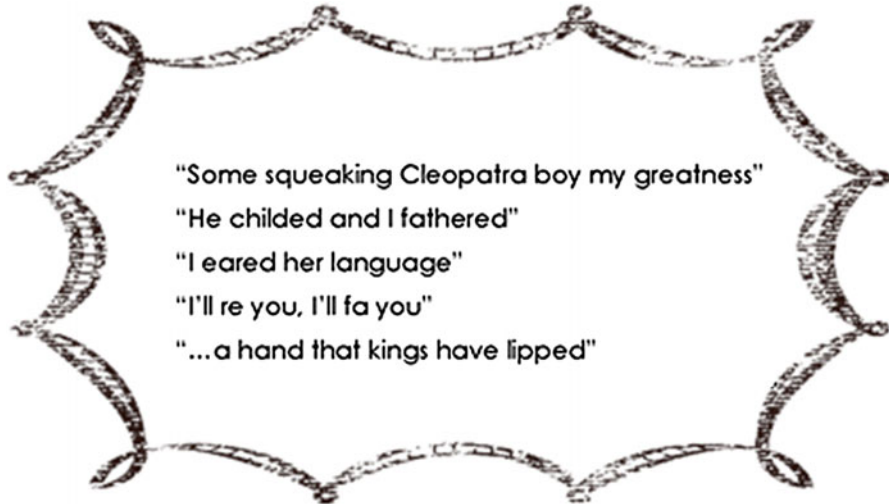 “Some squeaking Cleopatra boy my greatness”
“He childed and I fathered”
“I eared her language”
“I’ll re you, I’ll fa you”
“...a hand that kings have lipped”